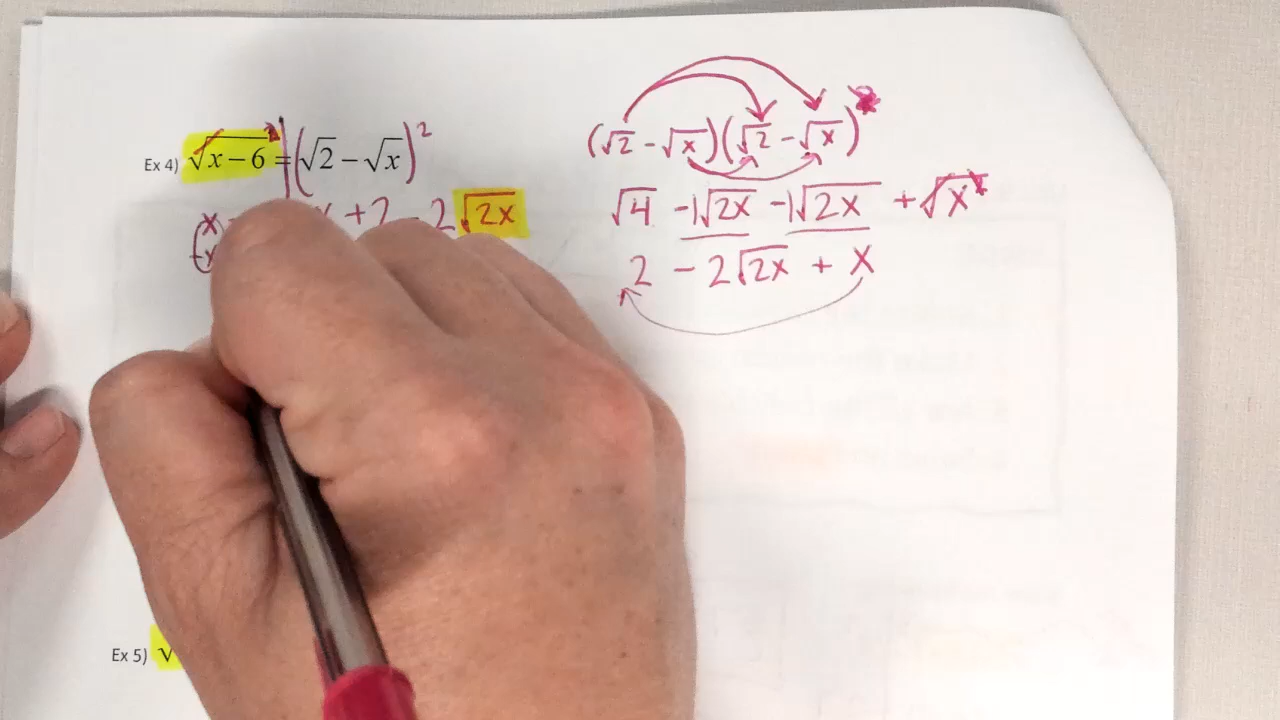 Ex 4) √x − 6 = (√2 − √x)²
x + 2 − 2√2x
(√2 − √x)(√2 − √x)
√4 − 1√2x − 1√2x + √x²
2 − 2√2x + x
Ex 5) √